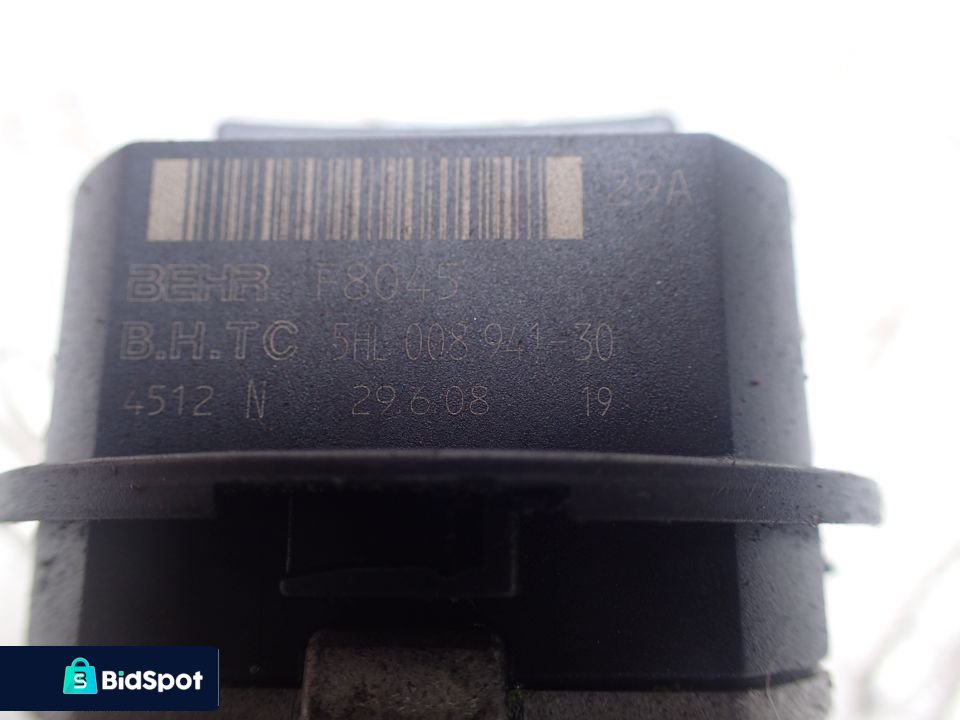 29A
BEHR F8045
B.H.TC 5HL 008 941-30
4512 N 29.6.08 19
BidSpot